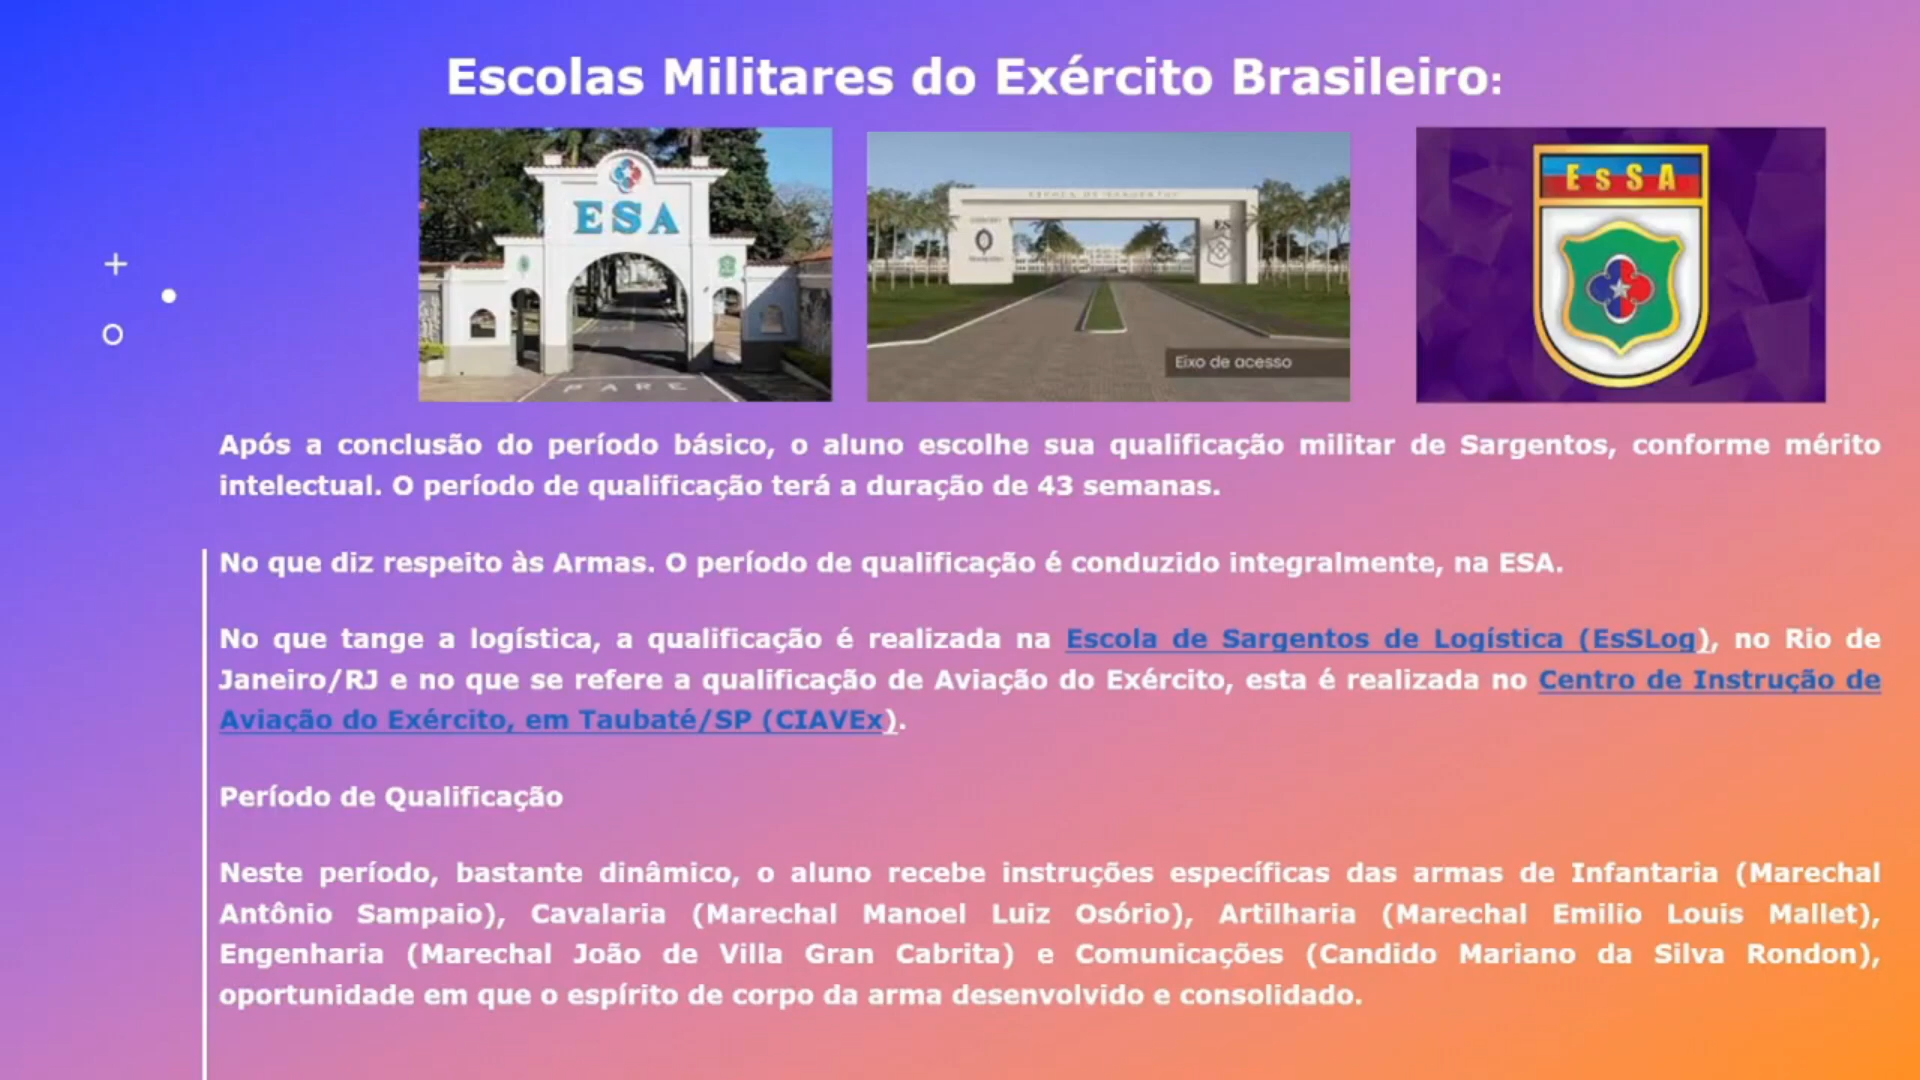 Escolas Militares do Exército Brasileiro:
ESA
PARE
ESCOLA DE SARGENTOS
ES
Eixo de acesso
EsSA
Após a conclusão do período básico, o aluno escolhe sua qualificação militar de Sargentos, conforme mérito
intelectual. O período de qualificação terá a duração de 43 semanas.
No que diz respeito às Armas. O período de qualificação é conduzido integralmente, na ESA.
No que tange a logística, a qualificação é realizada na Escola de Sargentos de Logística (EsSLog), no Rio de
Janeiro/RJ e no que se refere a qualificação de Aviação do Exército, esta é realizada no Centro de Instrução de
Aviação do Exército, em Taubaté/SP (CIAVEx).
Período de Qualificação
Neste período, bastante dinâmico, o aluno recebe instruções específicas das armas de Infantaria (Marechal
Antônio Sampaio), Cavalaria (Marechal Manoel Luiz Osório), Artilharia (Marechal Emilio Louis Mallet),
Engenharia (Marechal João de Villa Gran Cabrita) e Comunicações (Candido Mariano da Silva Rondon),
oportunidade em que o espírito de corpo da arma desenvolvido e consolidado.